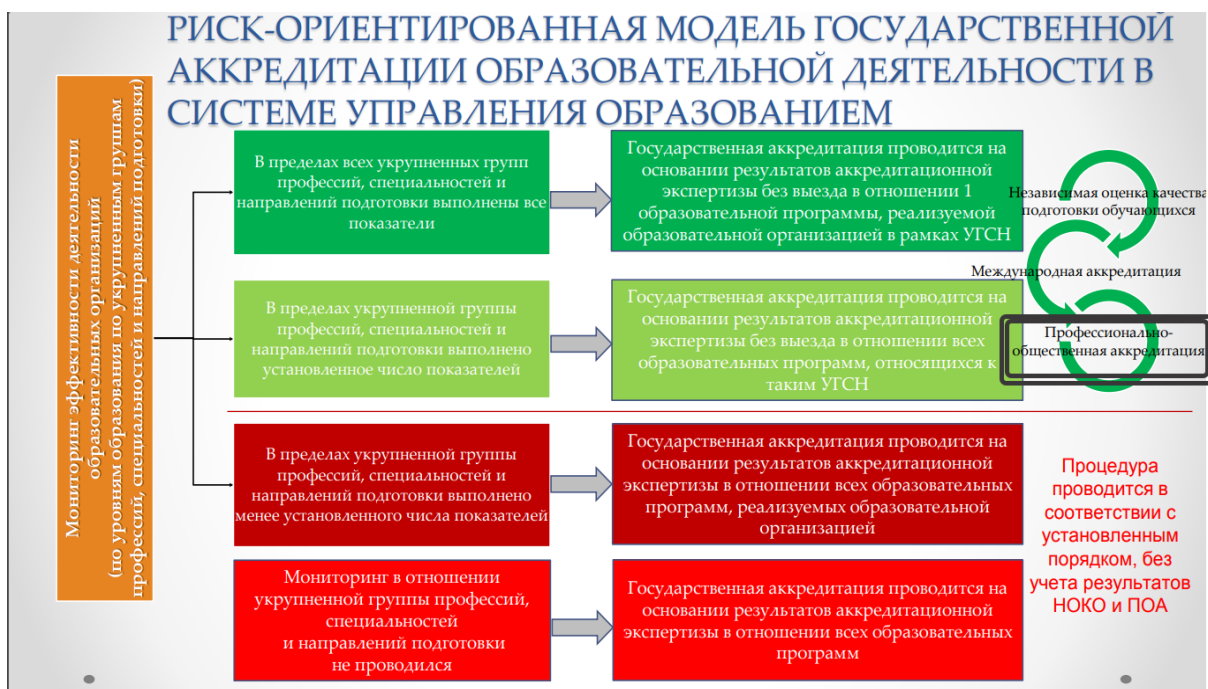 РИСК-ОРИЕНТИРОВАННАЯ МОДЕЛЬ ГОСУДАРСТВЕННОЙ
АККРЕДИТАЦИИ ОБРАЗОВАТЕЛЬНОЙ ДЕЯТЕЛЬНОСТИ В
СИСТЕМЕ УПРАВЛЕНИЯ ОБРАЗОВАНИЕМ
Мониторинг эффективности деятельности
образовательных организаций
(по уровням образования по укрупненным группам
профессий, специальностей и направлений подготовки)
В пределах всех укрупненных групп
профессий, специальностей и
направлений подготовки выполнены все
показатели
Государственная аккредитация проводится на
основании результатов аккредитационной
экспертизы без выезда в отношении 1
образовательной программы, реализуемой
образовательной организацией в рамках УГСН
Независимая оценка качества
подготовки обучающихся
Международная аккредитация
Профессионально-
общественная аккредитация
В пределах укрупненной группы
профессий, специальностей и
направлений подготовки выполнено
установленное число показателей
Государственная аккредитация проводится на
основании результатов аккредитационной
экспертизы без выезда в отношении всех
образовательных программ, относящихся к
таким УГСН
В пределах укрупненной группы
профессий, специальностей и
направлений подготовки выполнено
менее установленного числа показателей
Государственная аккредитация проводится на
основании результатов аккредитационной
экспертизы в отношении всех образовательных
программ, реализуемых образовательной
организацией
Процедура
проводится в
соответствии с
установленным
порядком, без
учета результатов
НОКО и ПОА
Мониторинг в отношении
укрупненной группы профессий,
специальностей
и направлений подготовки
не проводился
Государственная аккредитация проводится на
основании результатов аккредитационной
экспертизы в отношении всех образовательных
программ